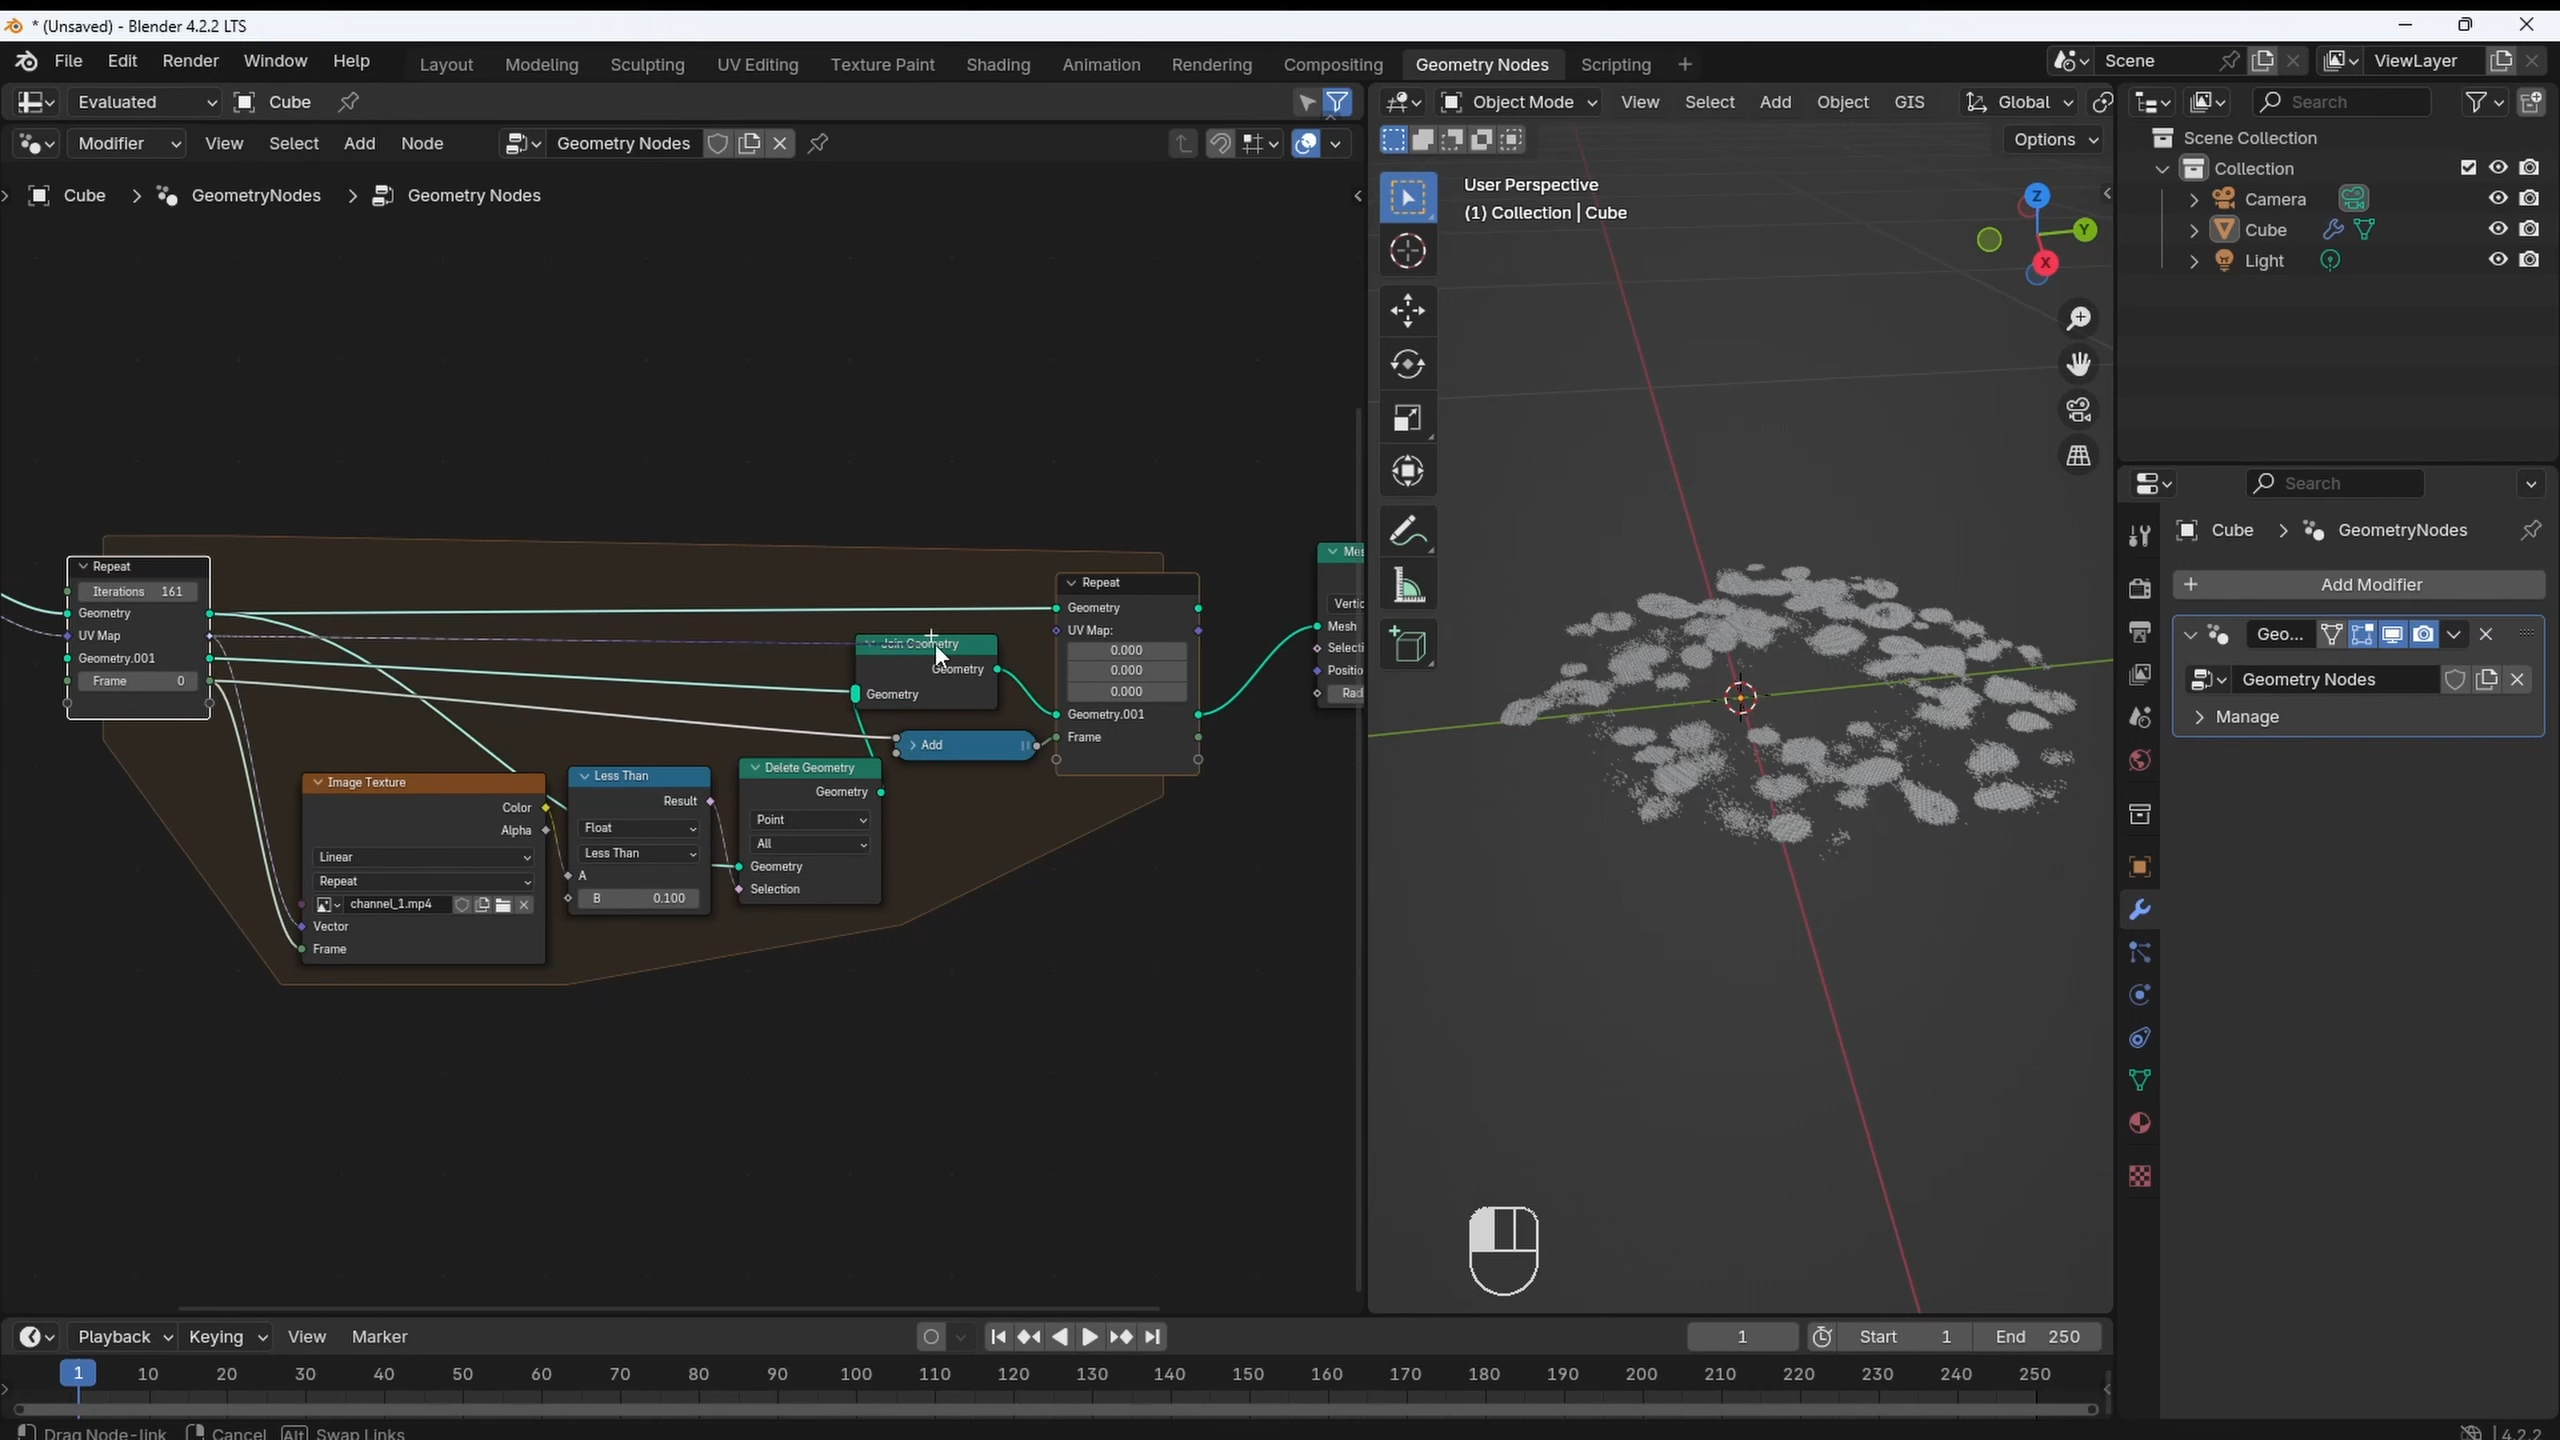 * (Unsaved) - Blender 4.2.2 LTS
File Edit Render Window Help
Layout Modeling Sculpting UV Editing Texture Paint Shading Animation Rendering Compositing Geometry Nodes Scripting +
Scene
ViewLayer
Evaluated Cube
Object Mode View Select Add Object GIS Global
Search
Modifier View Select Add Node Geometry Nodes
Options
Cube > GeometryNodes > Geometry Nodes
User Perspective
(1) Collection | Cube
Z
Y
X
Scene Collection
Collection
Camera
Cube
Light
Search
Cube > GeometryNodes
Add Modifier
Geo...
Geometry Nodes
Manage
Repeat
Iterations 161
Geometry
UV Map
Geometry.001
Frame 0
Image Texture
Color
Alpha
Linear
Repeat
channel_1.mp4
Vector
Frame
Less Than
Result
Float
Less Than
A
B 0.100
Delete Geometry
Geometry
Point
All
Geometry
Selection
Join Geometry
Geometry
Geometry
Add
Repeat
Geometry
UV Map:
0.000
0.000
0.000
Geometry.001
Frame
Mes
Vertic
Mesh
Selecti
Positio
Rad
Playback Keying View Marker
1 Start 1 End 250
1 10 20 30 40 50 60 70 80 90 100 110 120 130 140 150 160 170 180 190 200 210 220 230 240 250
Drag Node-link Cancel Alt Swap Links
4.2.2